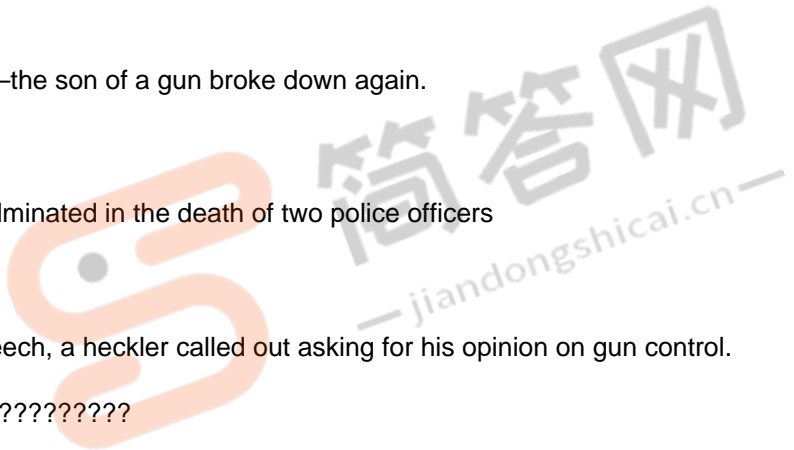 –the son of a gun broke down again.
lminated in the death of two police officers
eech, a heckler called out asking for his opinion on gun control.
?????????
简答网
jiandongshicai.cn